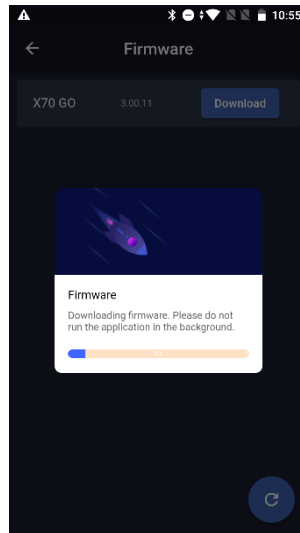 10:55
Firmware
X70 GO 3.00.11 Download
Firmware
Downloading firmware. Please do not
run the application in the background.